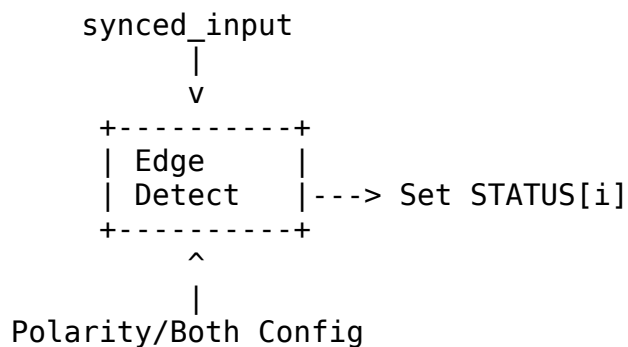 synced_input
|
v
+----------+
| Edge     |
| Detect   |---> Set STATUS[i]
+----------+
^
|
Polarity/Both Config